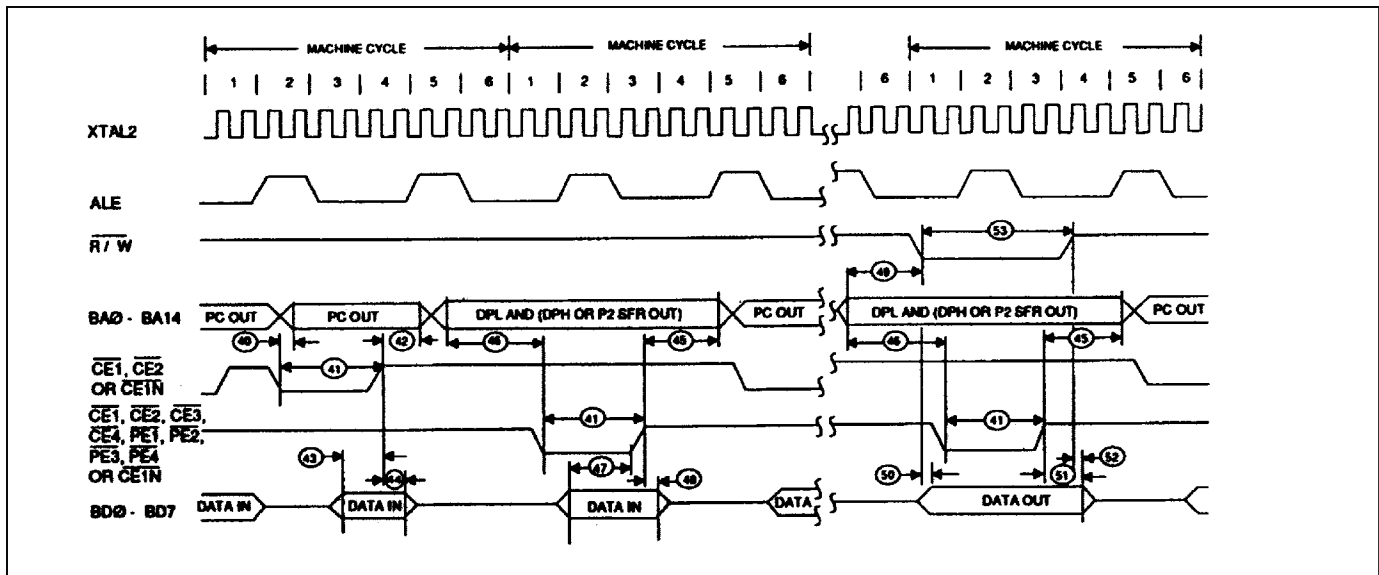 MACHINE CYCLE MACHINE CYCLE MACHINE CYCLE
1 2 3 4 5 6 1 2 3 4 5 6 6 1 2 3 4 5 6
XTAL2
ALE
R / W
53
49
BAØ - BA14 PC OUT PC OUT DPL AND (DPH OR P2 SFR OUT) PC OUT DPL AND (DPH OR P2 SFR OUT) PC OUT
40 42 46 45 46 45
CE1, CE2
OR CE1N
41
CE1, CE2, CE3,
CE4, PE1, PE2,
PE3, PE4
OR CE1N
41 41
43 44 47 48 50 51 52
BDØ - BD7 DATA IN DATA IN DATA IN DATA DATA OUT